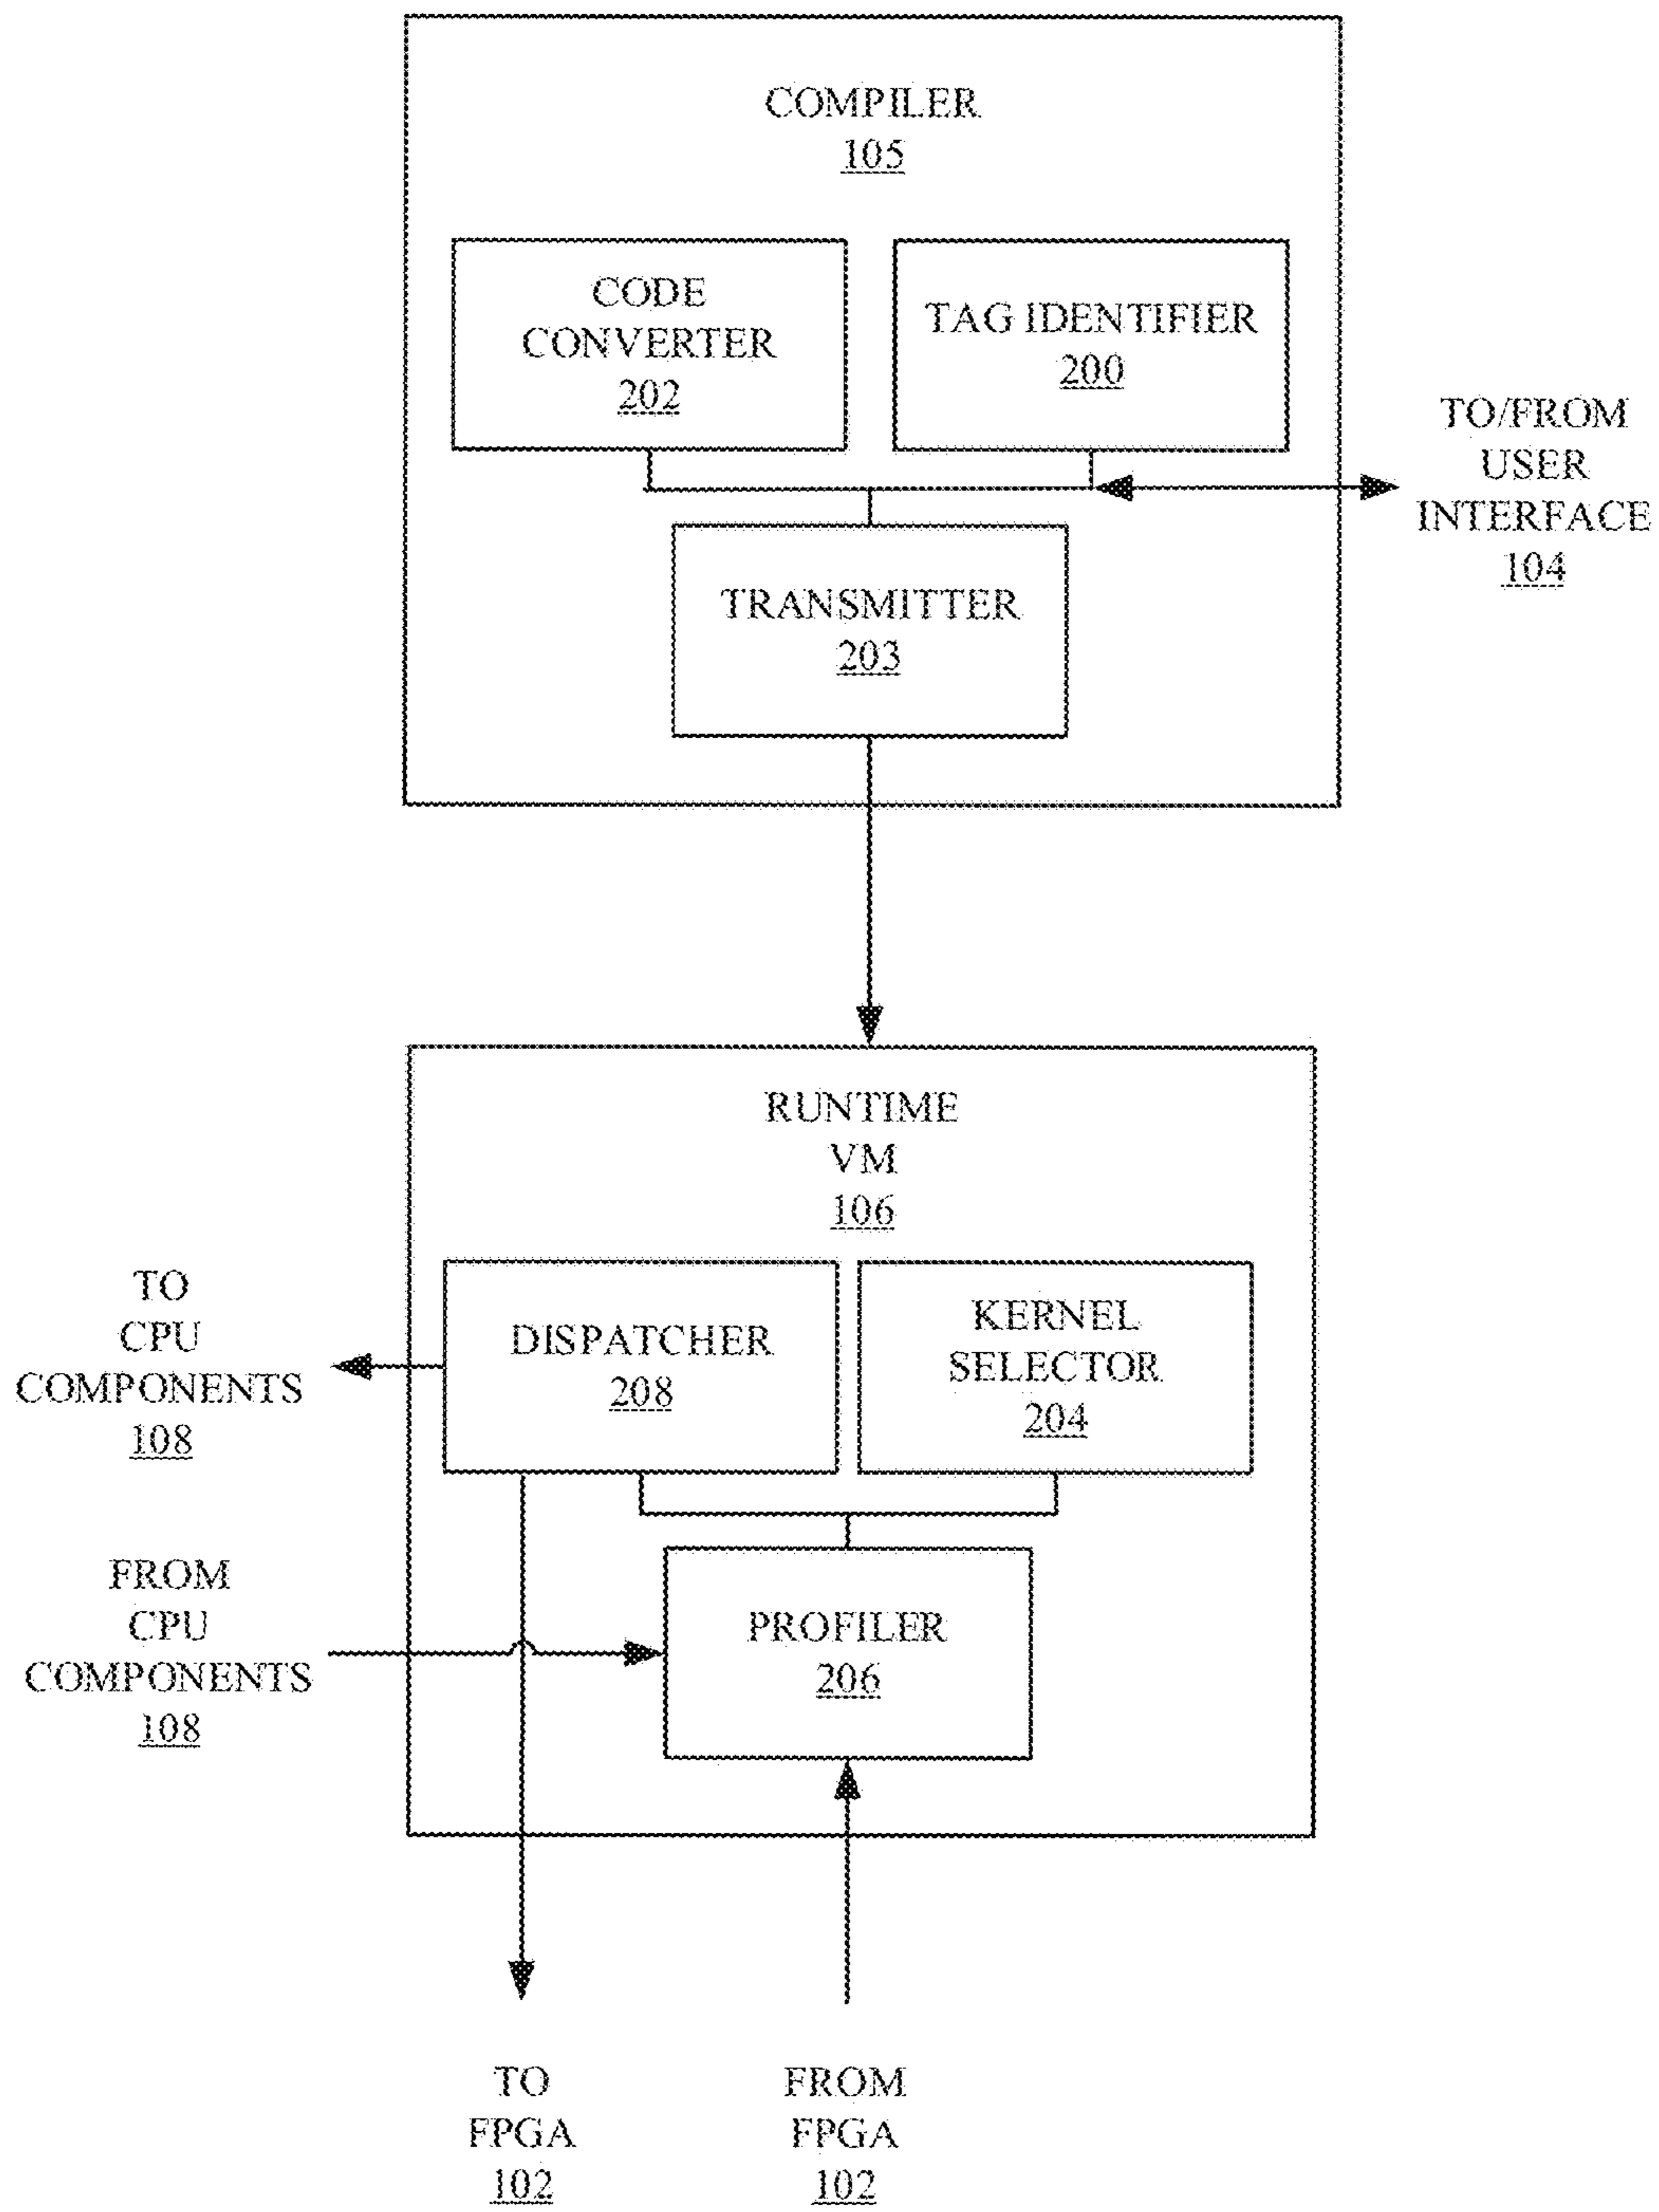 COMPILER
105
CODE
CONVERTER
202
TAG IDENTIFIER
200
TO/FROM
USER
INTERFACE
104
TRANSMITTER
203
RUNTIME
VM
106
TO
CPU
COMPONENTS
108
DISPATCHER
208
KERNEL
SELECTOR
204
FROM
CPU
COMPONENTS
108
PROFILER
206
TO
FPGA
102
FROM
FPGA
102